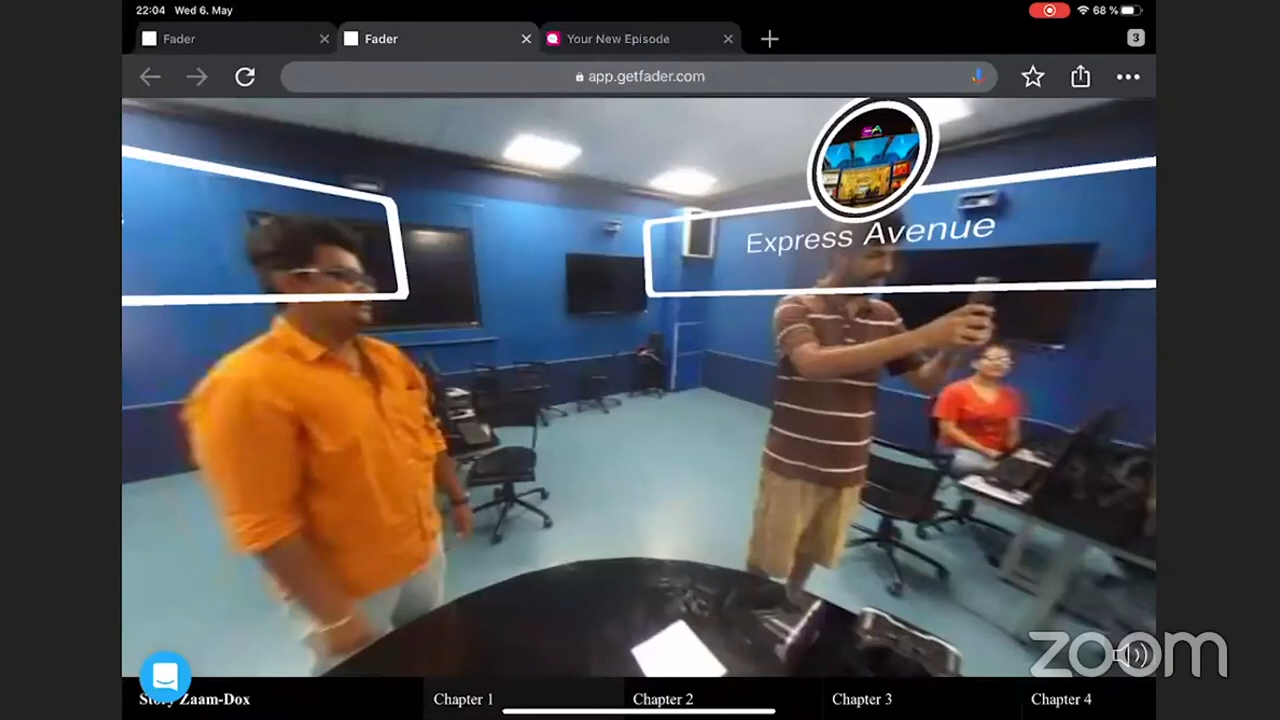 22:04 Wed 6. May
68 %
Fader
Fader
Your New Episode
3
app.getfader.com
Express Avenue
zoom
Story Zaam-Dox
Chapter 1
Chapter 2
Chapter 3
Chapter 4